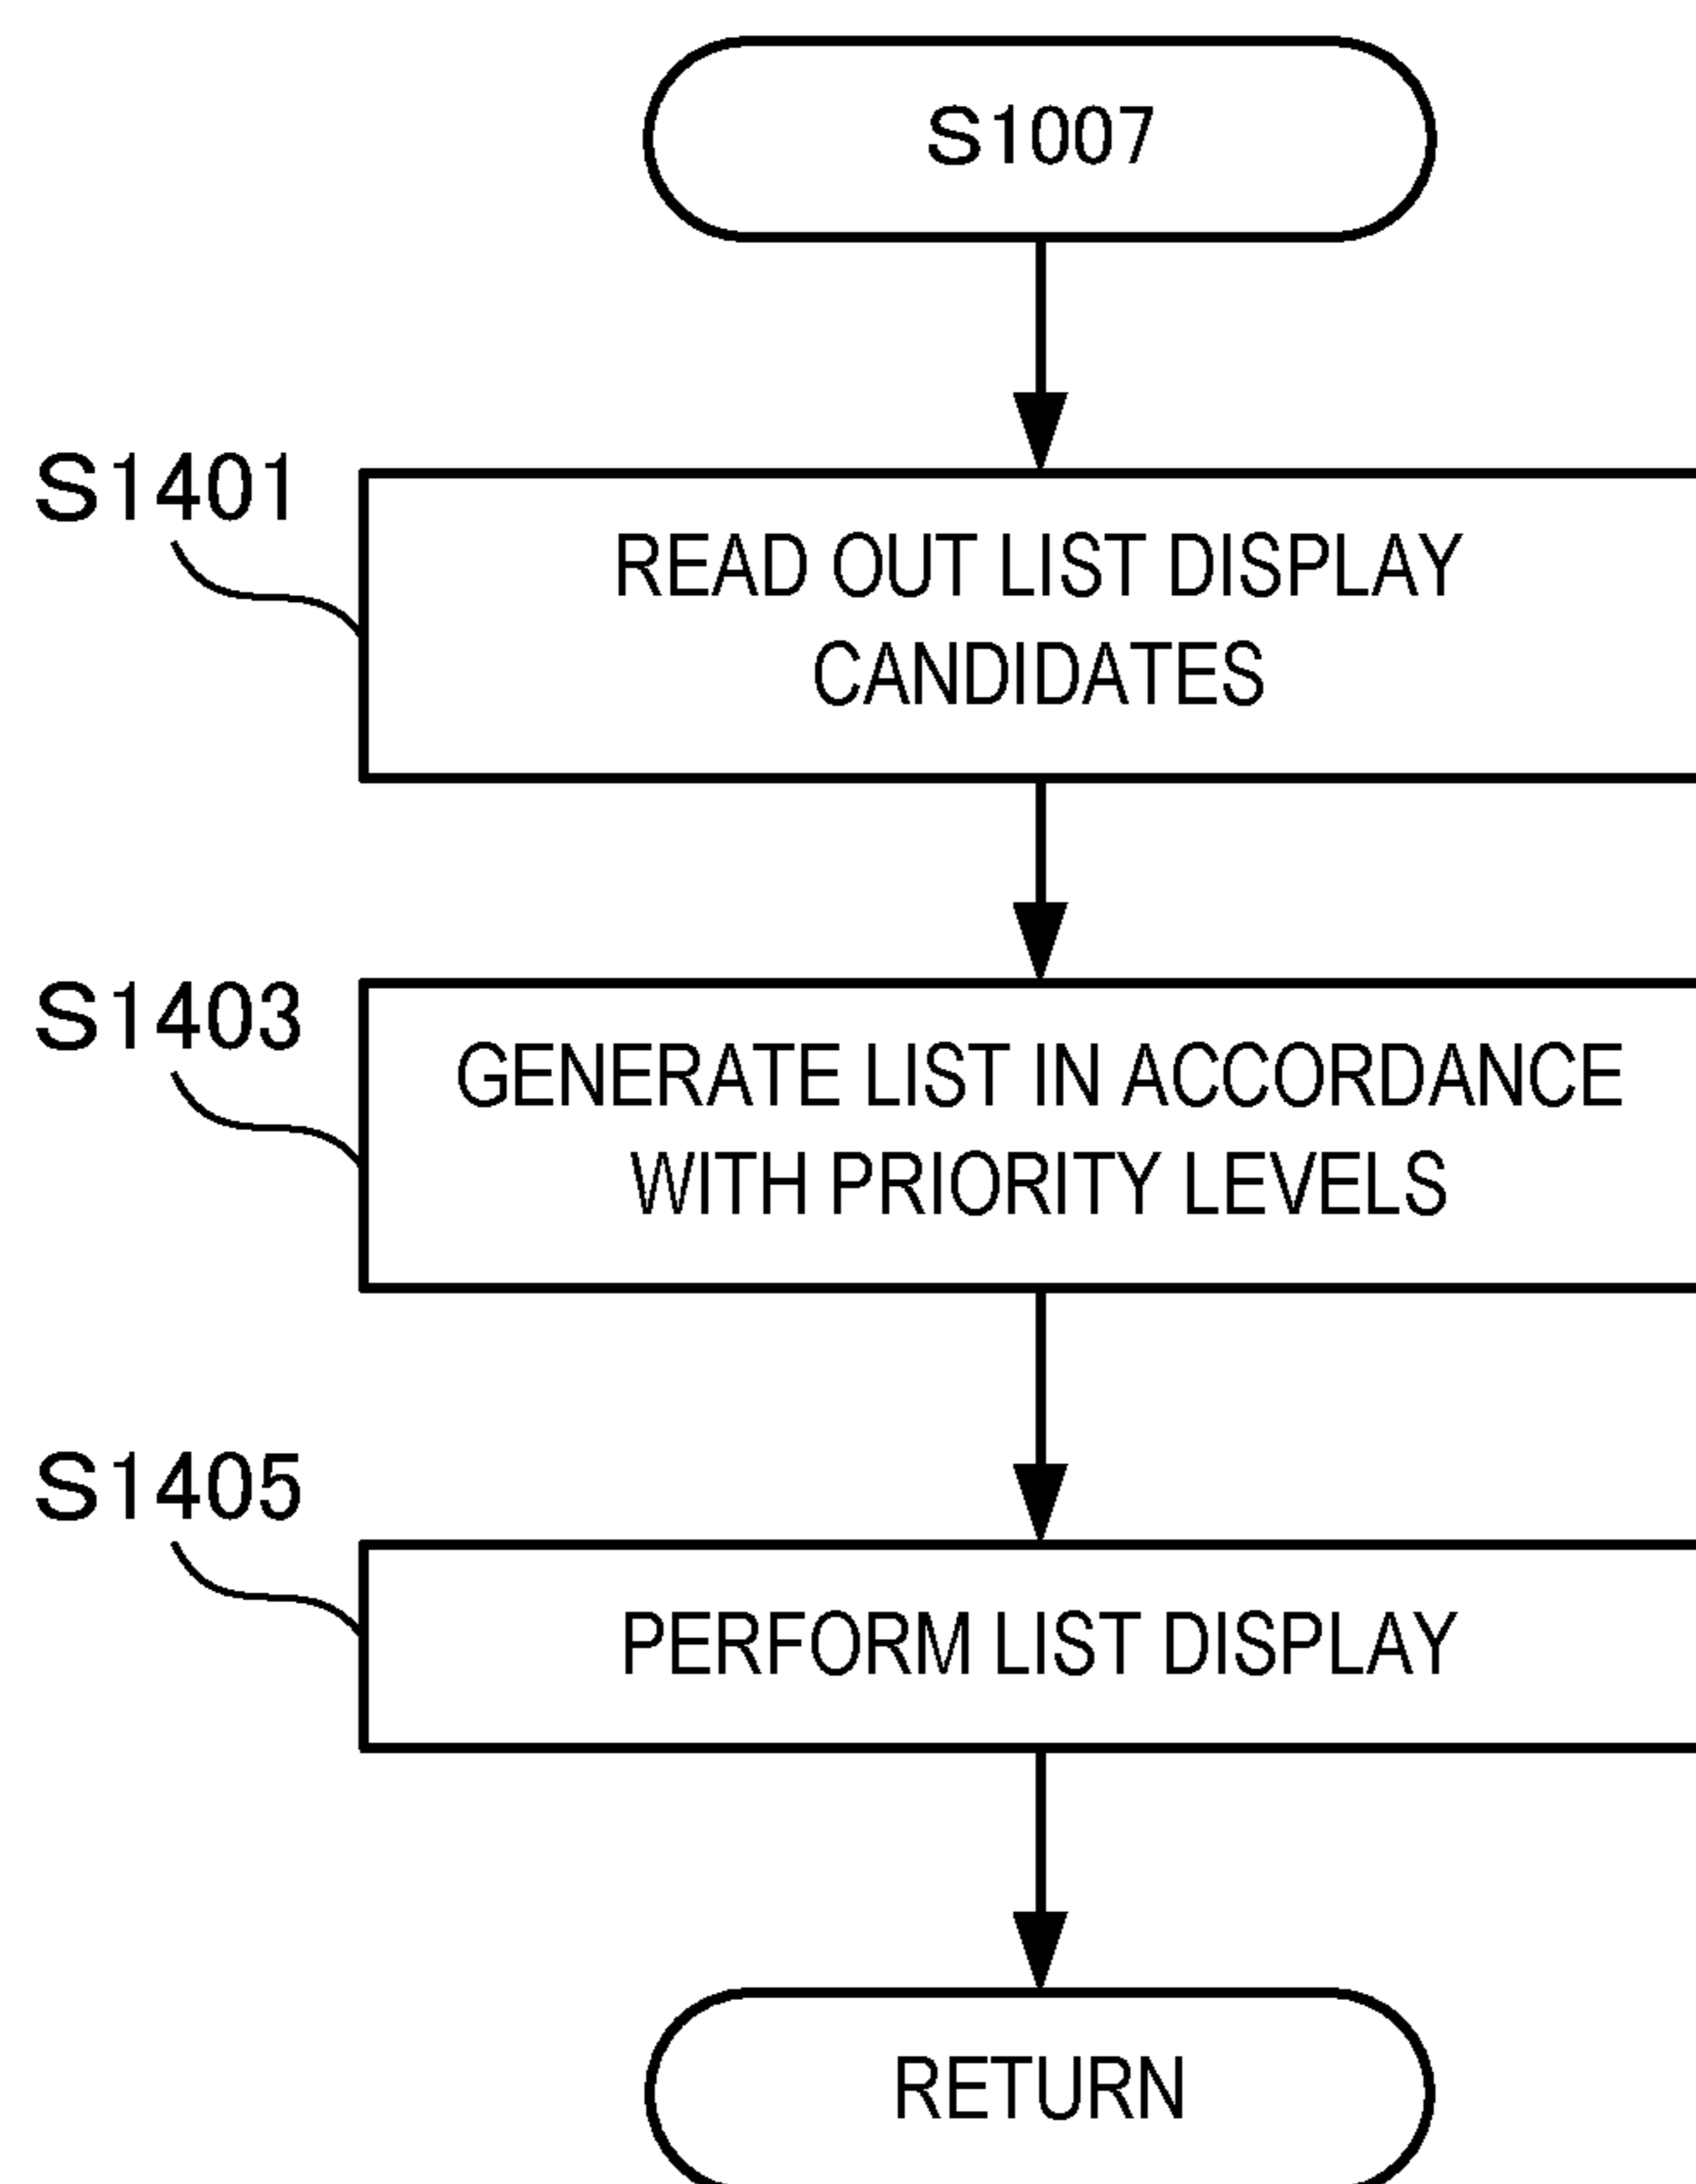 S1007
S1401
READ OUT LIST DISPLAY
CANDIDATES
S1403
GENERATE LIST IN ACCORDANCE
WITH PRIORITY LEVELS
S1405
PERFORM LIST DISPLAY
RETURN